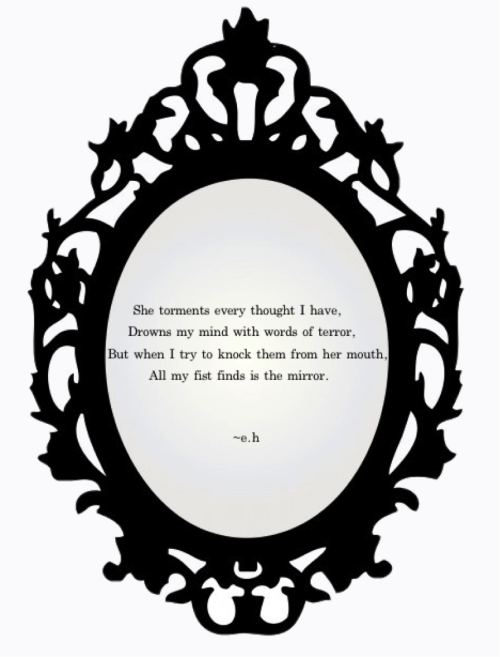 She torments every thought I have,
Drowns my mind with words of terror,
But when I try to knock them from her mouth,
All my fist finds is the mirror.
~e.h